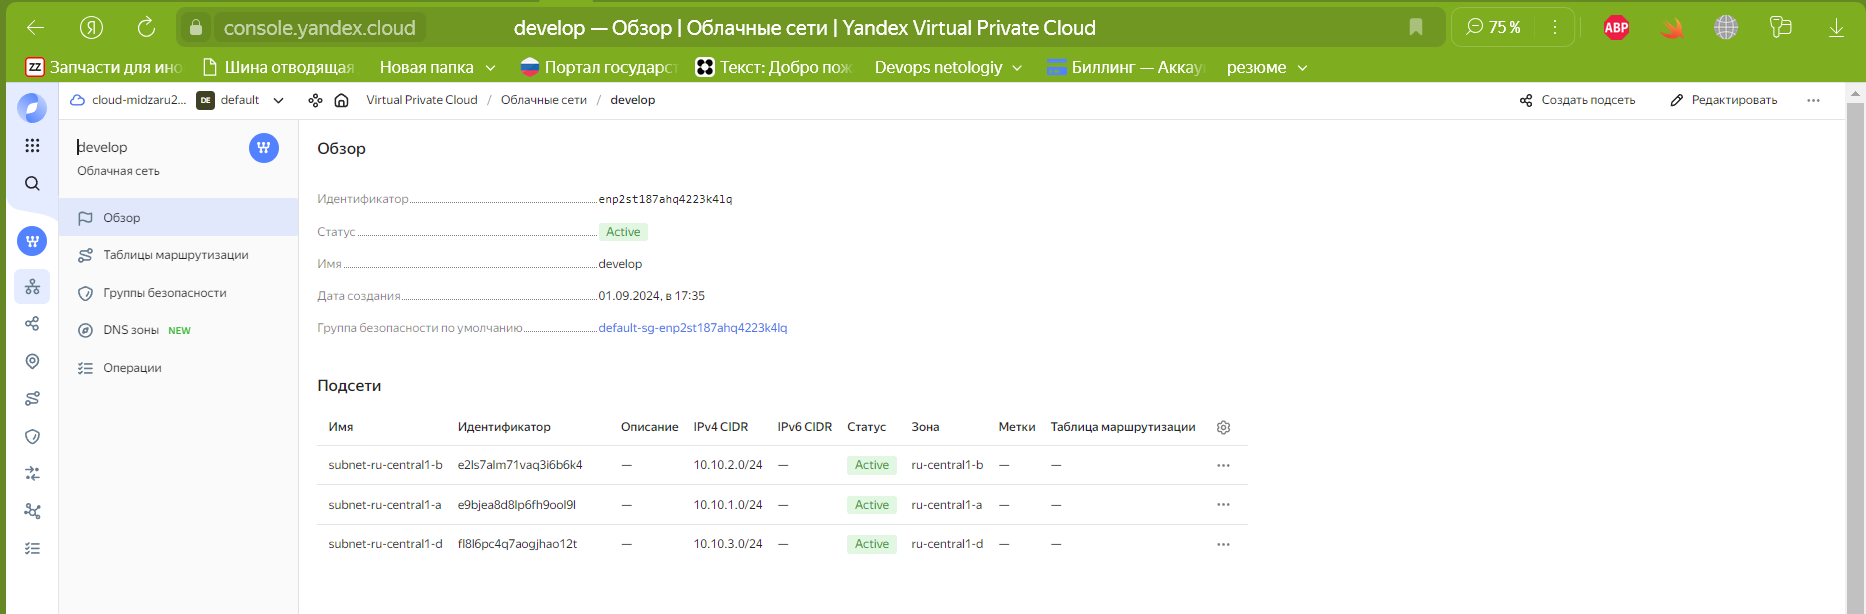 console.yandex.cloud develop — Обзор | Облачные сети | Yandex Virtual Private Cloud 75 % ABP
Запчасти для ино Шина отводящая Новая папка Портал государст Текст: Добро пож Devops netologiy Биллинг — Аккау резюме
cloud-midzaru2... DE default Virtual Private Cloud / Облачные сети / develop Создать подсеть Редактировать
develop
Облачная сеть
Обзор
Таблицы маршрутизации
Группы безопасности
DNS зоны NEW
Операции
Обзор
Идентификатор enp2st187ahq4223k4lq
Статус Active
Имя develop
Дата создания 01.09.2024, в 17:35
Группа безопасности по умолчанию default-sg-enp2st187ahq4223k4lq
Подсети
Имя Идентификатор Описание IPv4 CIDR IPv6 CIDR Статус Зона Метки Таблица маршрутизации
subnet-ru-central1-b e2ls7alm71vaq3i6b6k4 — 10.10.2.0/24 — Active ru-central1-b — —
subnet-ru-central1-a e9bjea8d8lp6fh9ool9l — 10.10.1.0/24 — Active ru-central1-a — —
subnet-ru-central1-d fl8l6pc4q7aogjhao12t — 10.10.3.0/24 — Active ru-central1-d — —